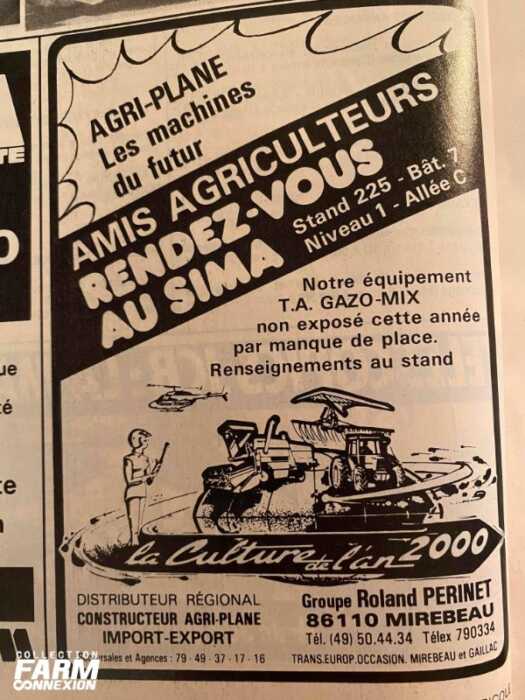 AGRI-PLANE
Les machines
du futur
AMIS AGRICULTEURS
RENDEZ-VOUS
AU SIMA
Stand 225 - Bât. 7
Niveau 1 - Allée C
Notre équipement
T.A. GAZO-MIX
non exposé cette année
par manque de place.
Renseignements au stand
la Culture de l'an 2000
DISTRIBUTEUR RÉGIONAL
CONSTRUCTEUR AGRI-PLANE
IMPORT-EXPORT
Groupe Roland PERINET
86110 MIREBEAU
Tél. (49) 50.44.34 Télex 790334
et Agences : 79 - 49 - 37 - 17 - 16
TRANS.EUROP.OCCASION. MIREBEAU et GAILLAC
COLLECTION
FARM
CONNEXION